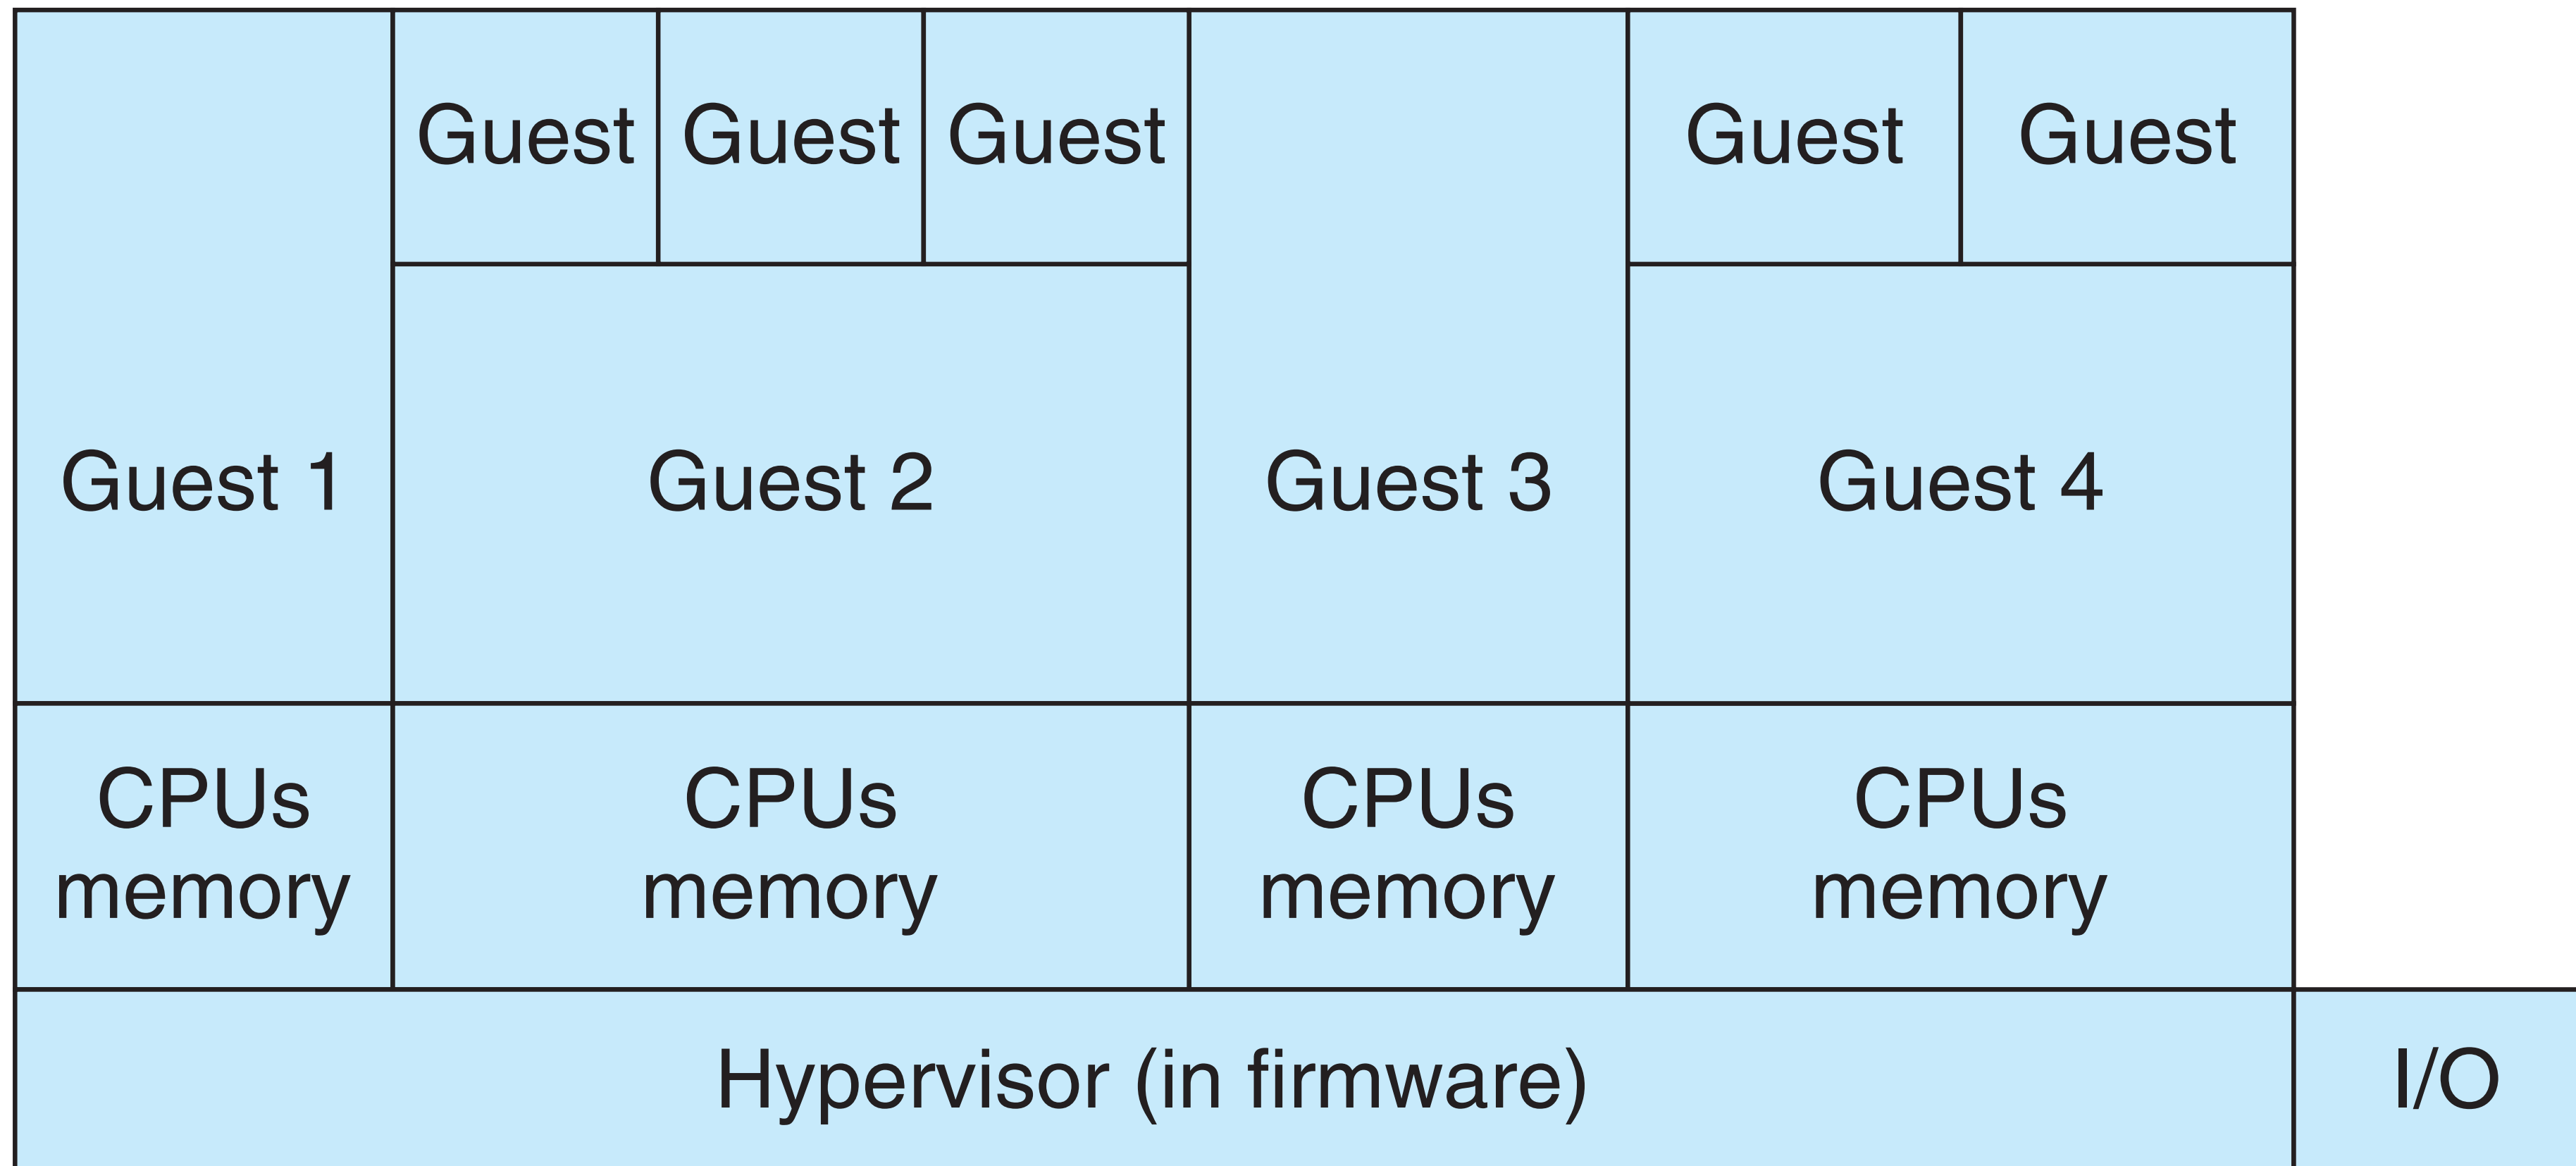 Guest Guest Guest Guest Guest
Guest 1 Guest 2 Guest 3 Guest 4
CPUs CPUs CPUs CPUs
memory memory memory memory
Hypervisor (in firmware) I/O